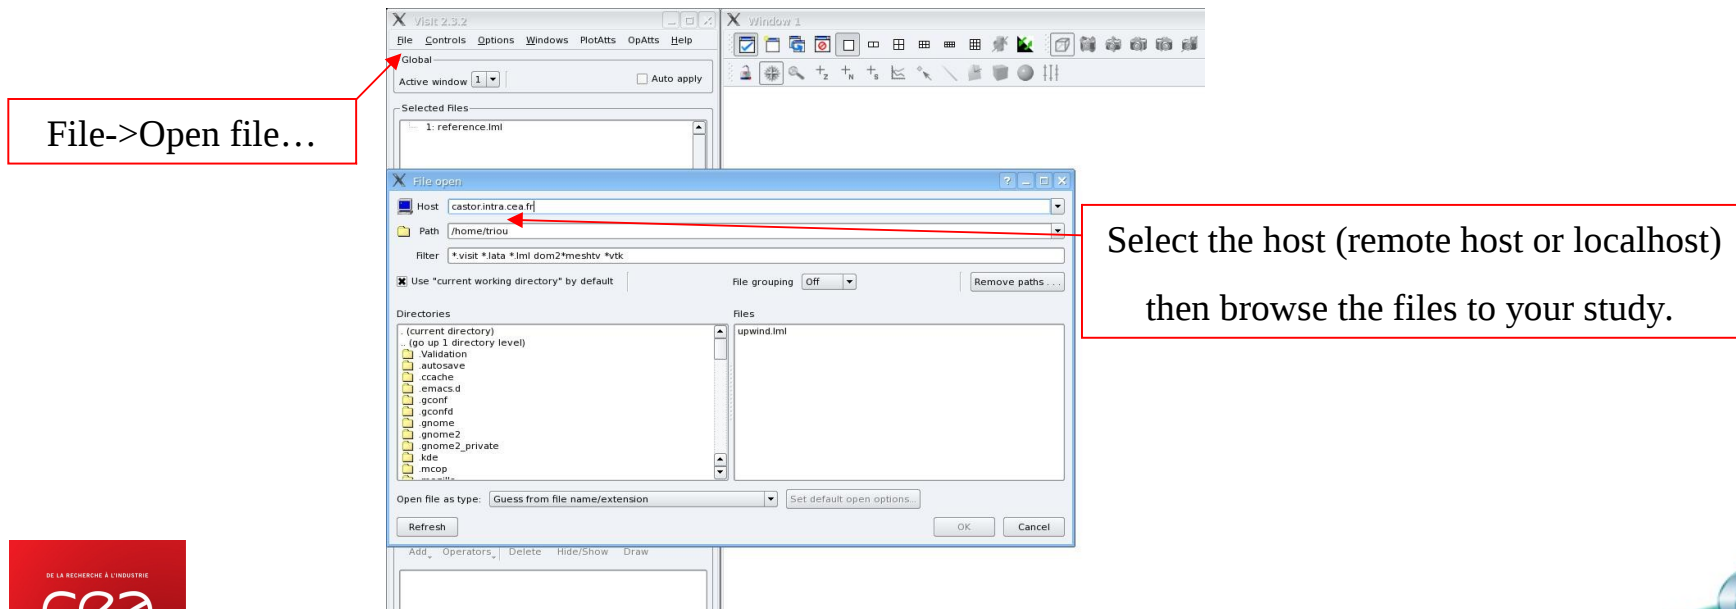 Visit 2.3.2
Window 1
File Controls Options Windows PlotAtts OpAtts Help
Global
Active window 1
Auto apply
Selected Files
1: reference.lml
File->Open file…
File open
Host castor.intra.cea.fr
Path /home/triou
Filter *.visit *.lata *.lml dom2*meshtv *vtk
Use "current working directory" by default
File grouping Off
Remove paths . . .
Select the host (remote host or localhost)
then browse the files to your study.
Directories
. (current directory)
.. (go up 1 directory level)
.Validation
.autosave
.ccache
.emacs.d
.gconf
.gconfd
.gnome
.gnome2
.gnome2_private
.kde
.mcop
Files
upwind.lml
Open file as type: Guess from file name/extension
Set default open options...
Refresh
OK
Cancel
Add Operators Delete Hide/Show Draw
DE LA RECHERCHE À L'INDUSTRIE
cea